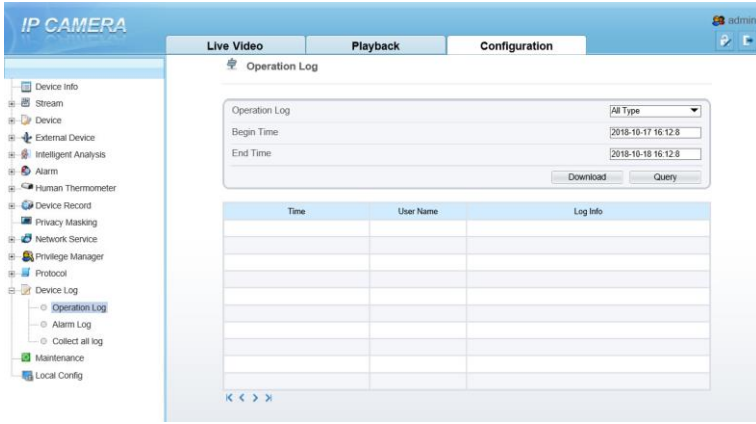 IP CAMERA
admin
Live Video Playback Configuration
Operation Log
Device Info
Stream
Device
External Device
Intelligent Analysis
Alarm
Human Thermometer
Device Record
Privacy Masking
Network Service
Privilege Manager
Protocol
Device Log
Operation Log
Alarm Log
Collect all log
Maintenance
Local Config
Operation Log All Type
Begin Time 2018-10-17 16:12:8
End Time 2018-10-18 16:12:8
Download Query
Time User Name Log Info